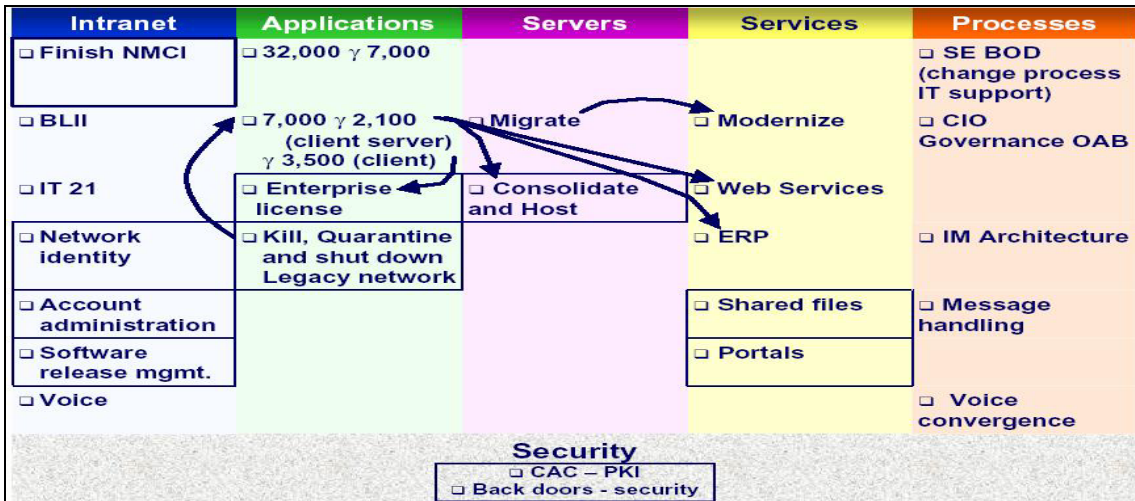 Intranet
Applications
Servers
Services
Processes
❑ Finish NMCI
❑ 32,000 γ 7,000
❑ SE BOD
(change process
IT support)
❑ BLII
❑ 7,000 γ 2,100
(client server)
γ 3,500 (client)
❑ Migrate
❑ Modernize
❑ CIO
Governance OAB
❑ IT 21
❑ Enterprise
license
❑ Consolidate
and Host
❑ Web Services
❑ Network
identity
❑ Kill, Quarantine
and shut down
Legacy network
❑ ERP
❑ IM Architecture
❑ Account
administration
❑ Shared files
❑ Message
handling
❑ Software
release mgmt.
❑ Portals
❑ Voice
❑ Voice
convergence
Security
❑ CAC – PKI
❑ Back doors - security